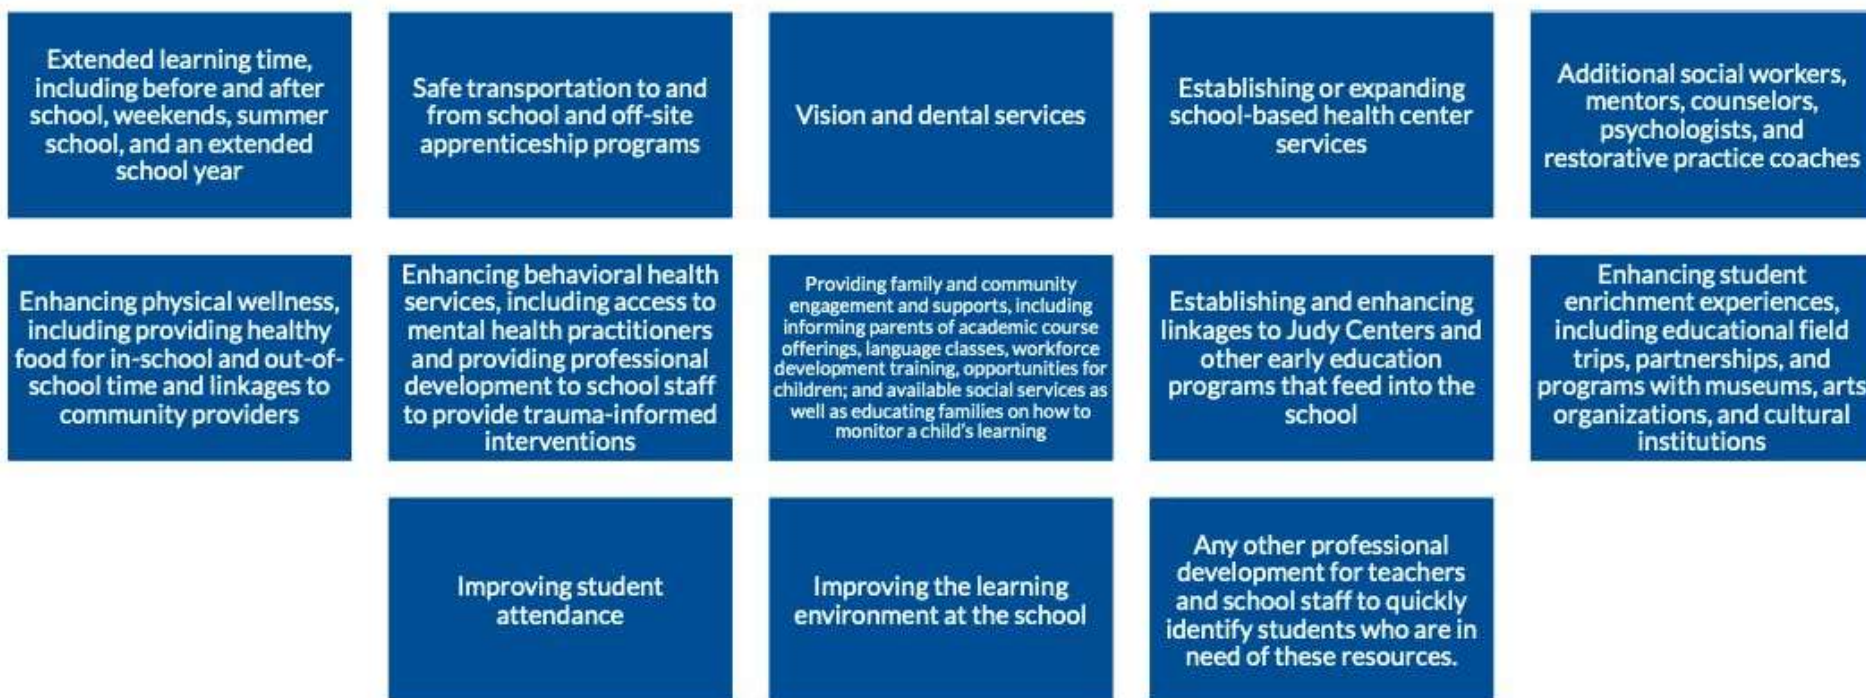 Extended learning time,
including before and after
school, weekends, summer
school, and an extended
school year
Safe transportation to and
from school and off-site
apprenticeship programs
Vision and dental services
Establishing or expanding
school-based health center
services
Additional social workers,
mentors, counselors,
psychologists, and
restorative practice coaches
Enhancing physical wellness,
including providing healthy
food for in-school and out-of-
school time and linkages to
community providers
Enhancing behavioral health
services, including access to
mental health practitioners
and providing professional
development to school staff
to provide trauma-informed
interventions
Providing family and community
engagement and supports, including
informing parents of academic course
offerings, language classes, workforce
development training, opportunities for
children; and available social services as
well as educating families on how to
monitor a child's learning
Establishing and enhancing
linkages to Judy Centers and
other early education
programs that feed into the
school
Enhancing student
enrichment experiences,
including educational field
trips, partnerships, and
programs with museums, arts
organizations, and cultural
institutions
Improving student
attendance
Improving the learning
environment at the school
Any other professional
development for teachers
and school staff to quickly
identify students who are in
need of these resources.